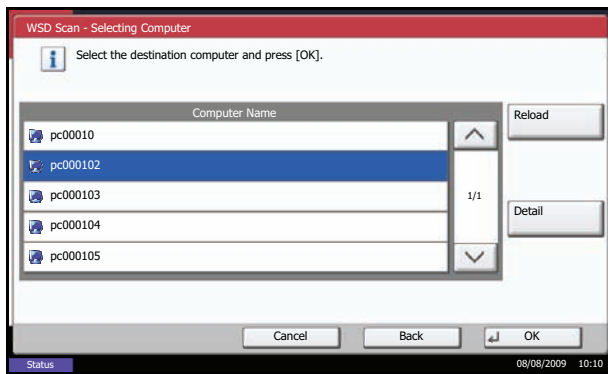 WSD Scan - Selecting Computer
Select the destination computer and press [OK].
Computer Name
Reload
pc00010
pc000102
pc000103
1/1
Detail
pc000104
pc000105
Cancel Back OK
Status 08/08/2009 10:10